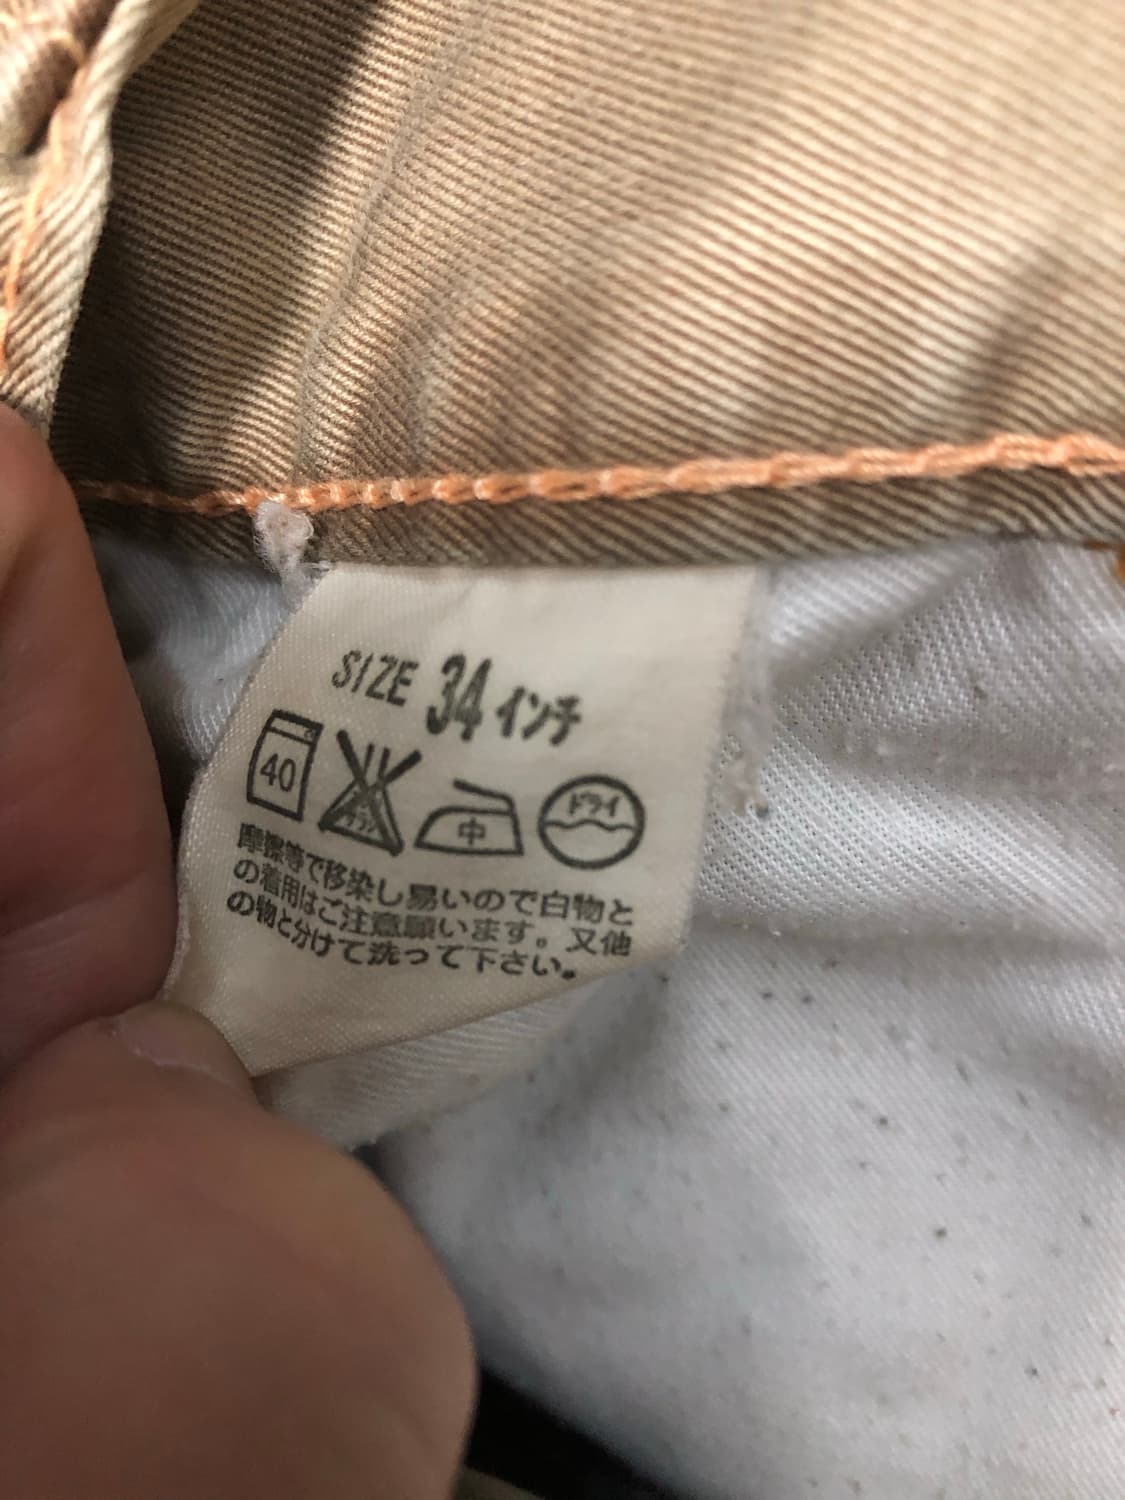 SIZE 34 インチ
40 中 ドライ
摩擦等で移染し易いので白物と
の着用はご注意願います。又他
の物と分けて洗って下さい。